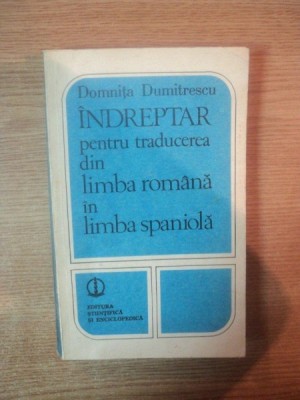 Domnița Dumitrescu
ÎNDREPTAR
pentru traducerea
din
limba română
în
limba spaniolă
EDITURA
ȘTIINȚIFICĂ
ȘI ENCICLOPEDICĂ